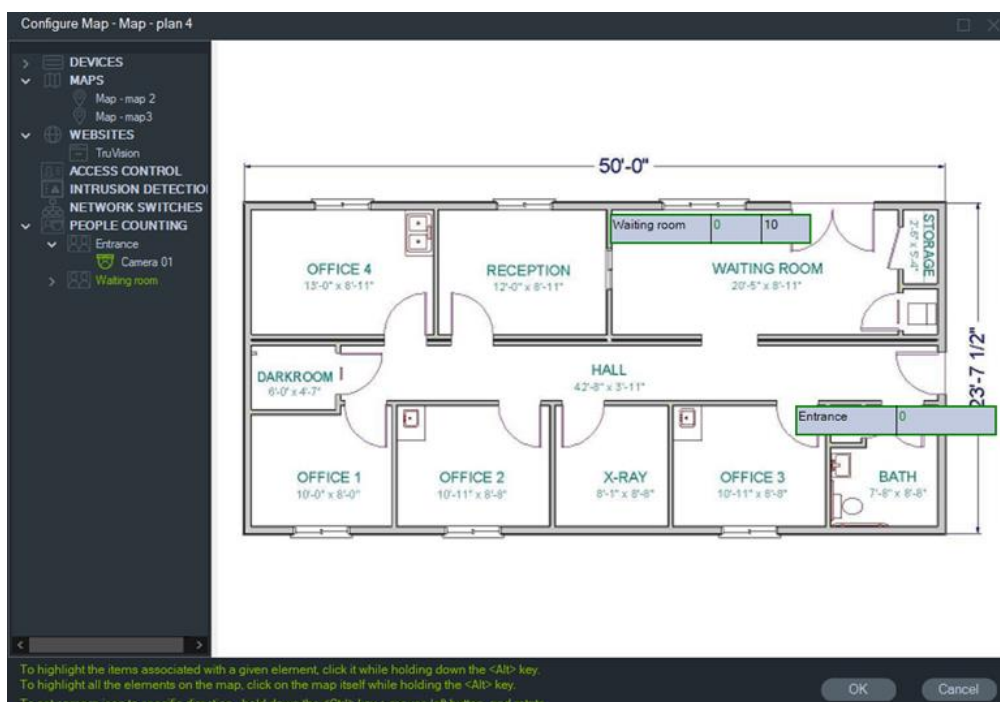 Configure Map - Map - plan 4
DEVICES
MAPS
Map - map 2
Map - map3
WEBSITES
TruVision
ACCESS CONTROL
INTRUSION DETECTIO
NETWORK SWITCHES
PEOPLE COUNTING
Entrance
Camera 01
Waiting room
50'-0"
Waiting room 0 10
STORAGE
OFFICE 4
13'-0" x 8'-11"
RECEPTION
12'-0" x 8'-11"
WAITING ROOM
20'-5" x 8'-11"
23'-7 1/2"
DARKROOM
6'-0" x 4'-7"
HALL
42'-8" x 3'-11"
Entrance 0
OFFICE 1
10'-0" x 8'-0"
OFFICE 2
10'-11" x 8'-8"
X-RAY
8'-1" x 8'-8"
OFFICE 3
10'-11" x 8'-8"
BATH
7'-8" x 8'-8"
To highlight the items associated with a given element, click it while holding down the <Alt> key.
To highlight all the elements on the map, click on the map itself while holding the <Alt> key.
OK
Cancel